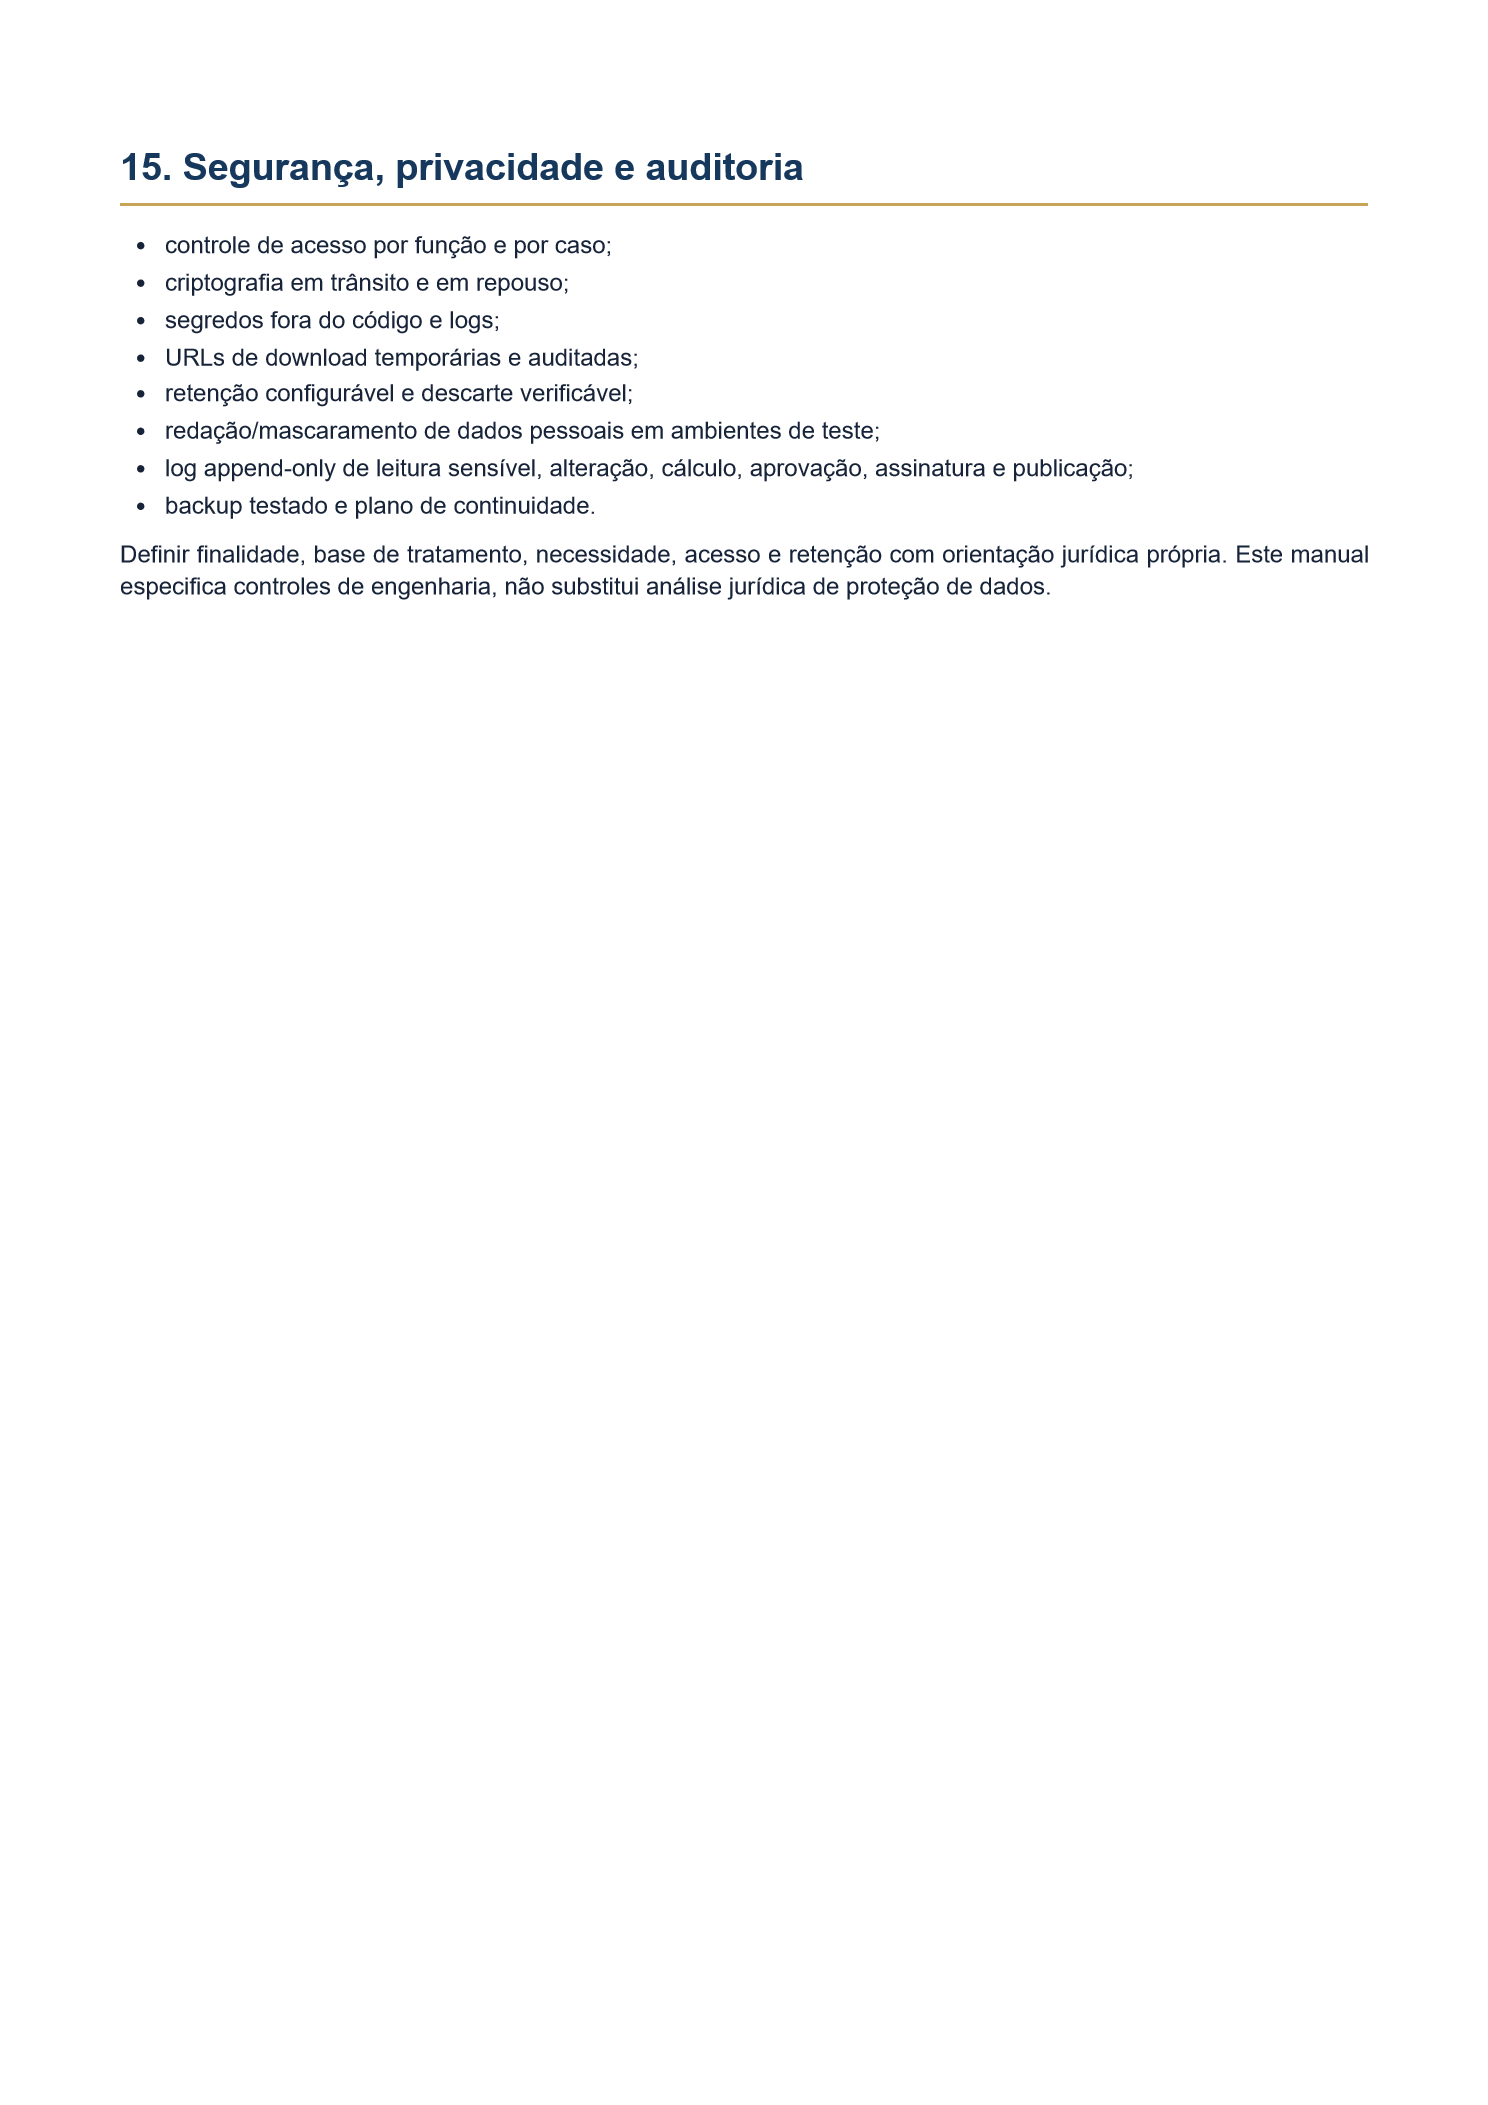 15. Segurança, privacidade e auditoria
• controle de acesso por função e por caso;
• criptografia em trânsito e em repouso;
• segredos fora do código e logs;
• URLs de download temporárias e auditadas;
• retenção configurável e descarte verificável;
• redação/mascaramento de dados pessoais em ambientes de teste;
• log append-only de leitura sensível, alteração, cálculo, aprovação, assinatura e publicação;
• backup testado e plano de continuidade.
Definir finalidade, base de tratamento, necessidade, acesso e retenção com orientação jurídica própria. Este manual
especifica controles de engenharia, não substitui análise jurídica de proteção de dados.